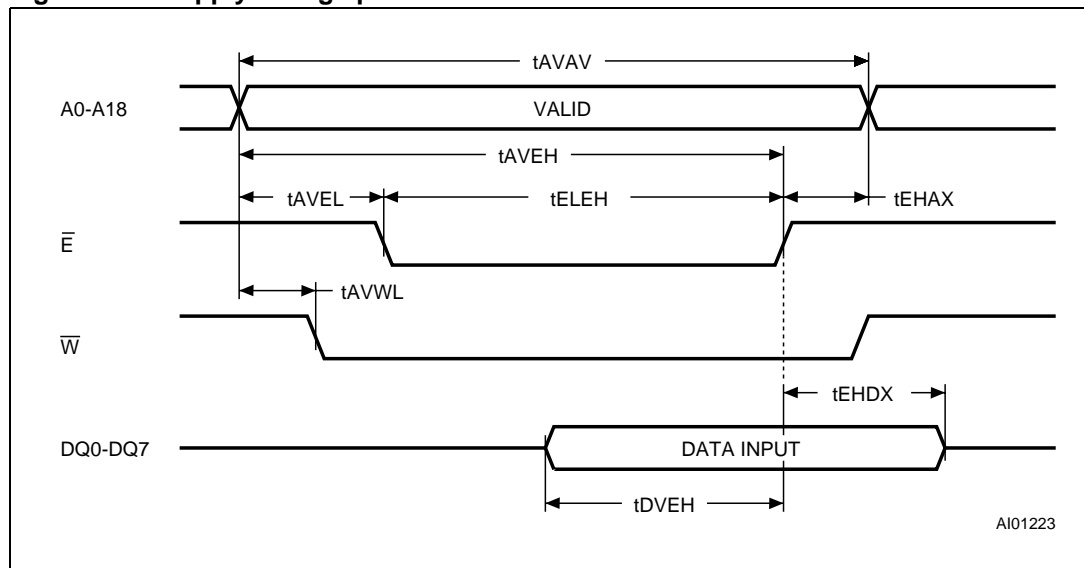 tAVAV
A0-A18
VALID
tAVEH
tAVEL
tELEH
tEHAX
E̅
tAVWL
W̅
tEHDX
DQ0-DQ7
DATA INPUT
tDVEH
AI01223